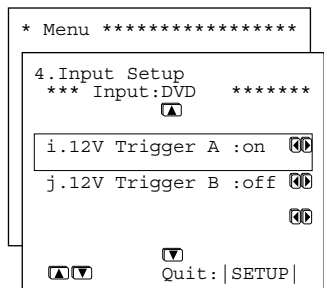 * Menu *****************
4.Input Setup
*** Input:DVD *******
i.12V Trigger A :on
j.12V Trigger B :off
Quit:|SETUP|